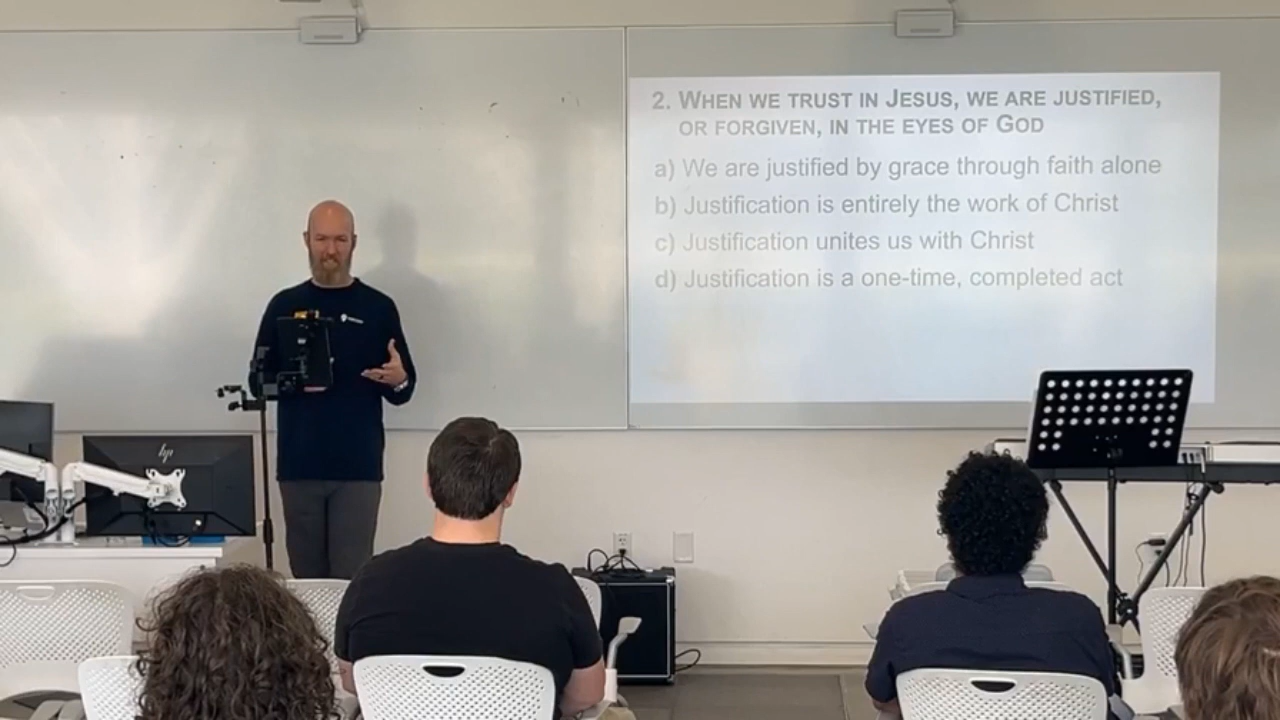 2. WHEN WE TRUST IN JESUS, WE ARE JUSTIFIED,
OR FORGIVEN, IN THE EYES OF GOD
a) We are justified by grace through faith alone
b) Justification is entirely the work of Christ
c) Justification unites us with Christ
d) Justification is a one-time, completed act
hp